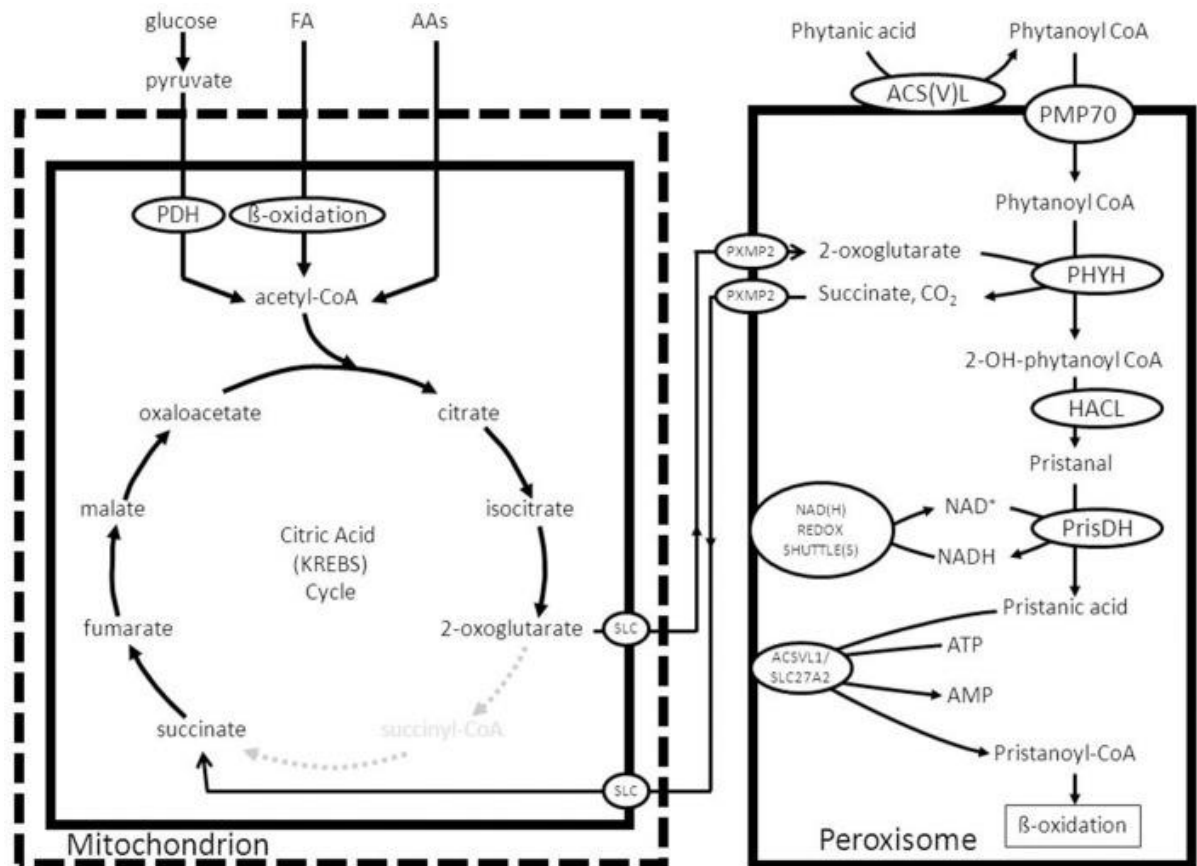 glucose
FA
AAs
pyruvate
PDH
ß-oxidation
acetyl-CoA
oxaloacetate
citrate
malate
isocitrate
Citric Acid
(KREBS)
Cycle
fumarate
2-oxoglutarate
SLC
succinate
succinyl-CoA
SLC
Mitochondrion
Phytanic acid
Phytanoyl CoA
ACS(V)L
PMP70
Phytanoyl CoA
PXMP2
2-oxoglutarate
PHYH
PXMP2
Succinate, CO₂
2-OH-phytanoyl CoA
HACL
Pristanal
NAD(H)
REDOX
SHUTTLE(S)
NAD⁺
PrisDH
NADH
Pristanic acid
ACSVL1/
SLC27A2
ATP
AMP
Pristanoyl-CoA
ß-oxidation
Peroxisome